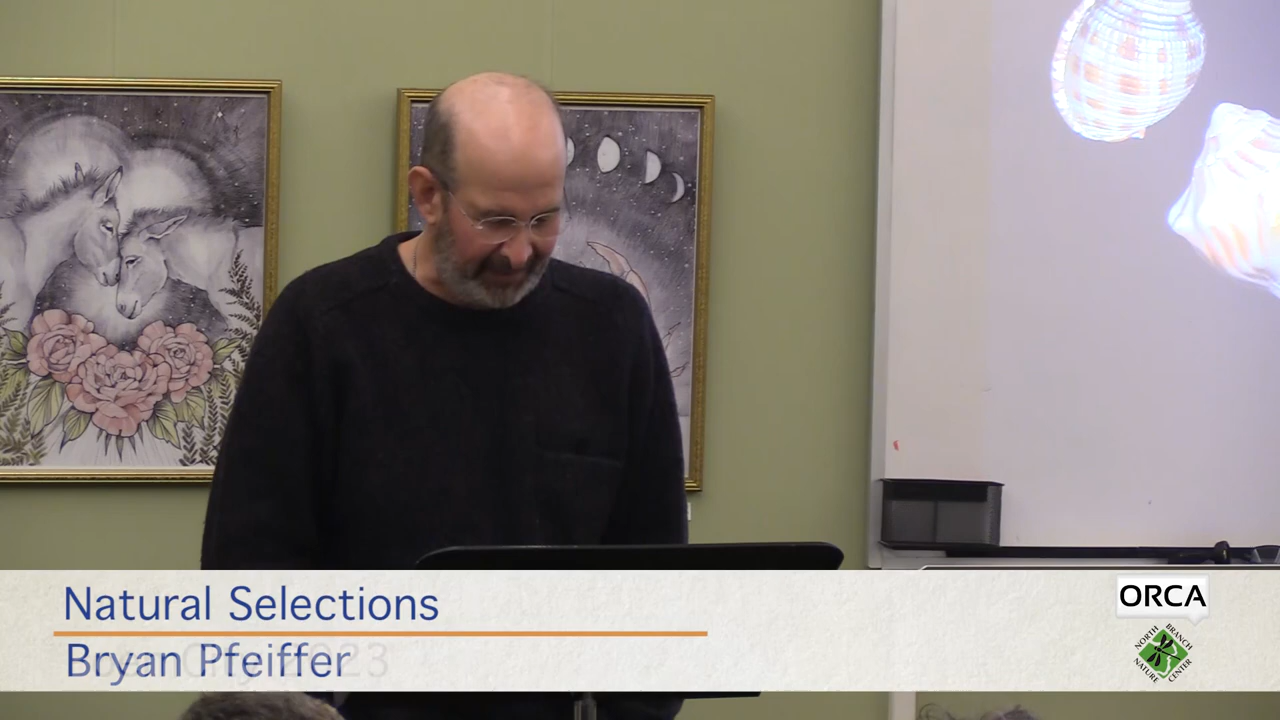 Natural Selections
Bryan Pfeiffer
ORCA
NORTH BRANCH
NATURE CENTER